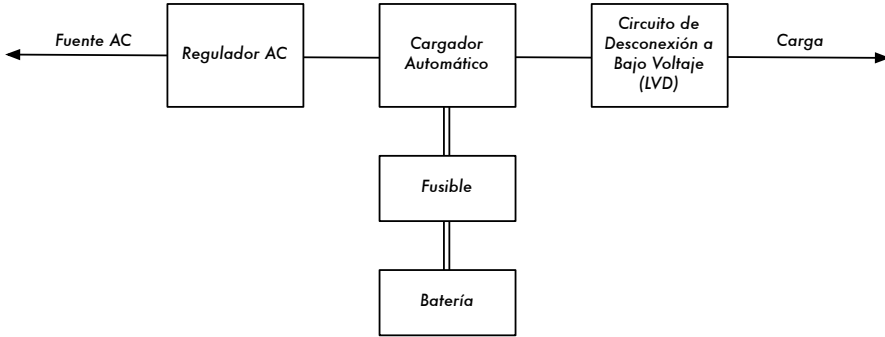 Fuente AC
Regulador AC
Cargador
Automático
Circuito de
Desconexión a
Bajo Voltaje
(LVD)
Carga
Fusible
Batería